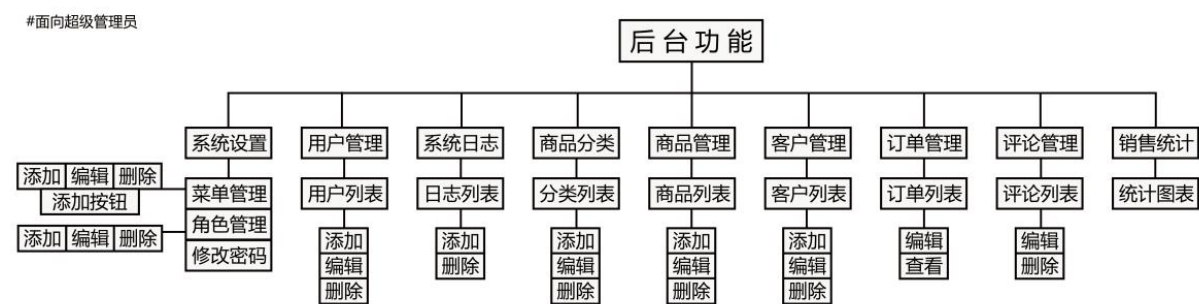 #面向超级管理员
后台功能
系统设置 用户管理 系统日志 商品分类 商品管理 客户管理 订单管理 评论管理 销售统计
添加 编辑 删除 菜单管理 用户列表 日志列表 分类列表 商品列表 客户列表 订单列表 评论列表 统计图表
添加按钮
添加 编辑 删除 角色管理 添加 添加 添加 添加 添加 编辑 编辑
修改密码 编辑 删除 编辑 编辑 编辑 查看 删除
删除 删除 删除 删除